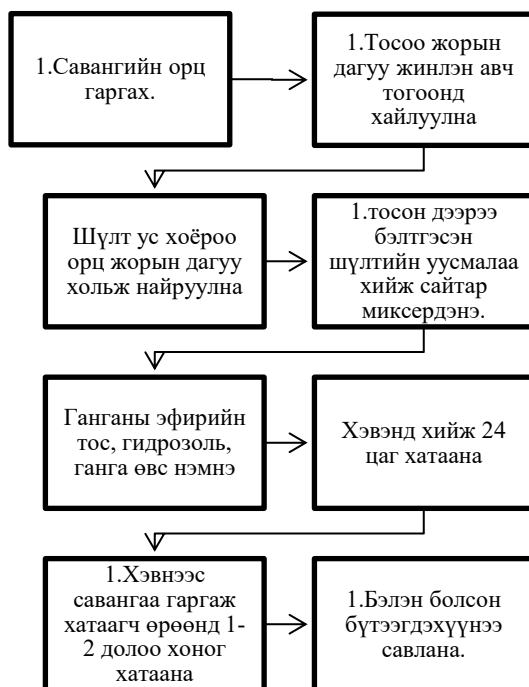 1.Савангийн орц
гаргах.
1.Тосоо жорын
дагуу жинлэн авч
тогоонд
хайлуулна
Шүлт ус хоёроо
орц жорын дагуу
хольж найруулна
1.тосон дээрээ
бэлтгэсэн
шүлтийн уусмалаа
хийж сайтар
миксердэнэ.
Ганганы эфирийн
тос, гидрозоль,
ганга өвс нэмнэ
Хэвэнд хийж 24
цаг хатаана
1.Хэвнээс
савангаа гаргаж
хатаагч өрөөнд 1-
2 долоо хоног
хатаана
1.Бэлэн болсон
бүтээгдэхүүнээ
савлана.